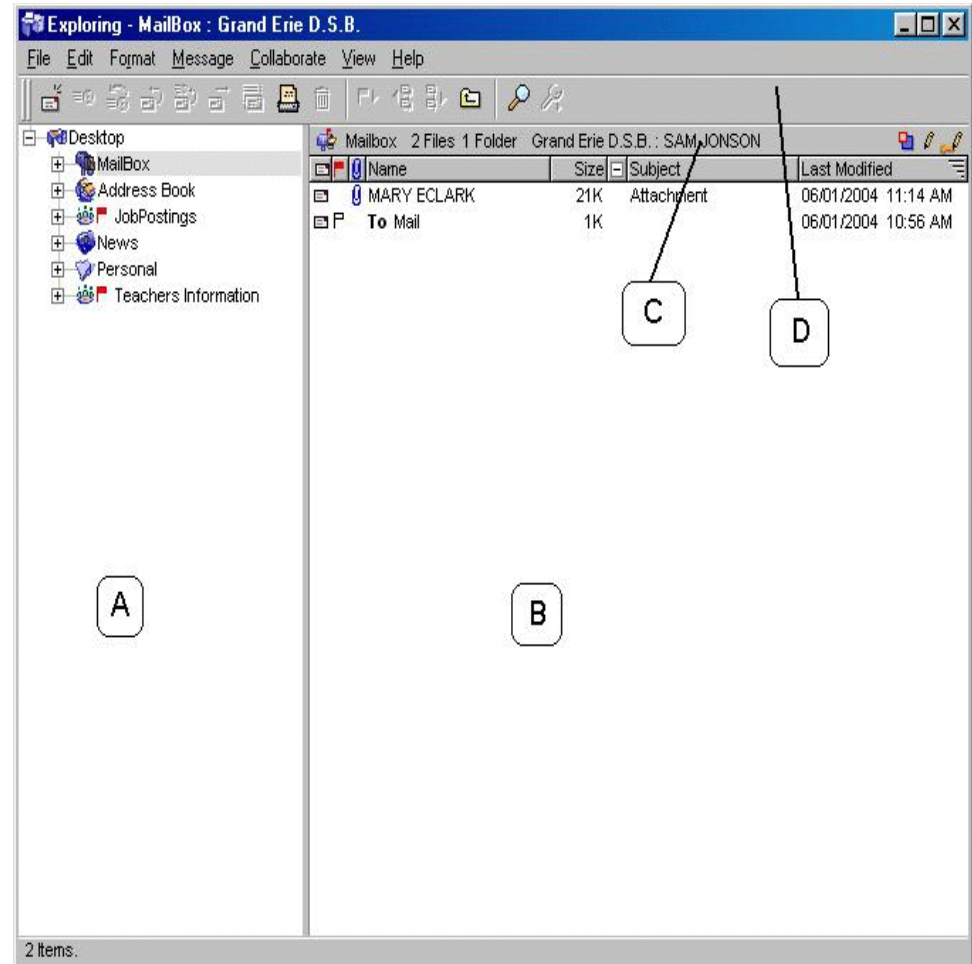 Exploring - MailBox : Grand Erie D.S.B.
File Edit Format Message Collaborate View Help
Desktop
MailBox
Address Book
JobPostings
News
Personal
Teachers Information
Mailbox 2 Files 1 Folder Grand Erie D.S.B. : SAM JONSON
Name Size Subject Last Modified
MARY ECLARK 21K Attachment 06/01/2004 11:14 AM
To Mail 1K 06/01/2004 10:56 AM
C
D
A
B
2 Items.